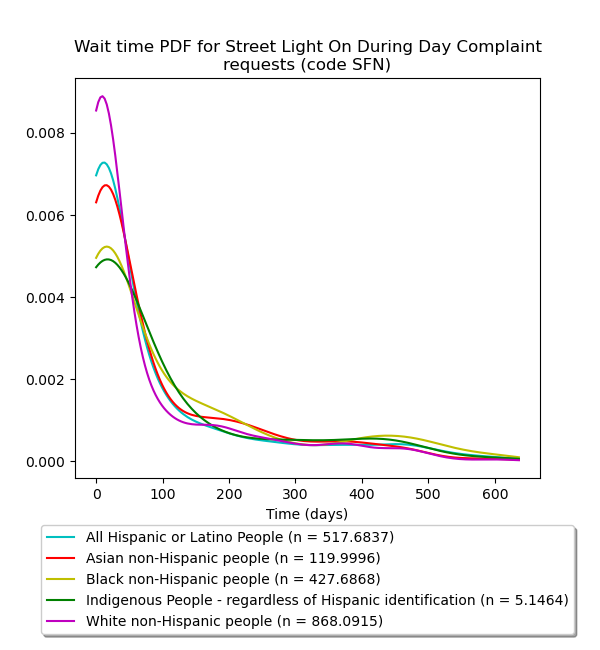 Wait time PDF for Street Light On During Day Complaint
requests (code SFN)
0.008
0.006
0.004
0.002
0.000
0 100 200 300 400 500 600
Time (days)
All Hispanic or Latino People (n = 517.6837)
Asian non-Hispanic people (n = 119.9996)
Black non-Hispanic people (n = 427.6868)
Indigenous People - regardless of Hispanic identification (n = 5.1464)
White non-Hispanic people (n = 868.0915)